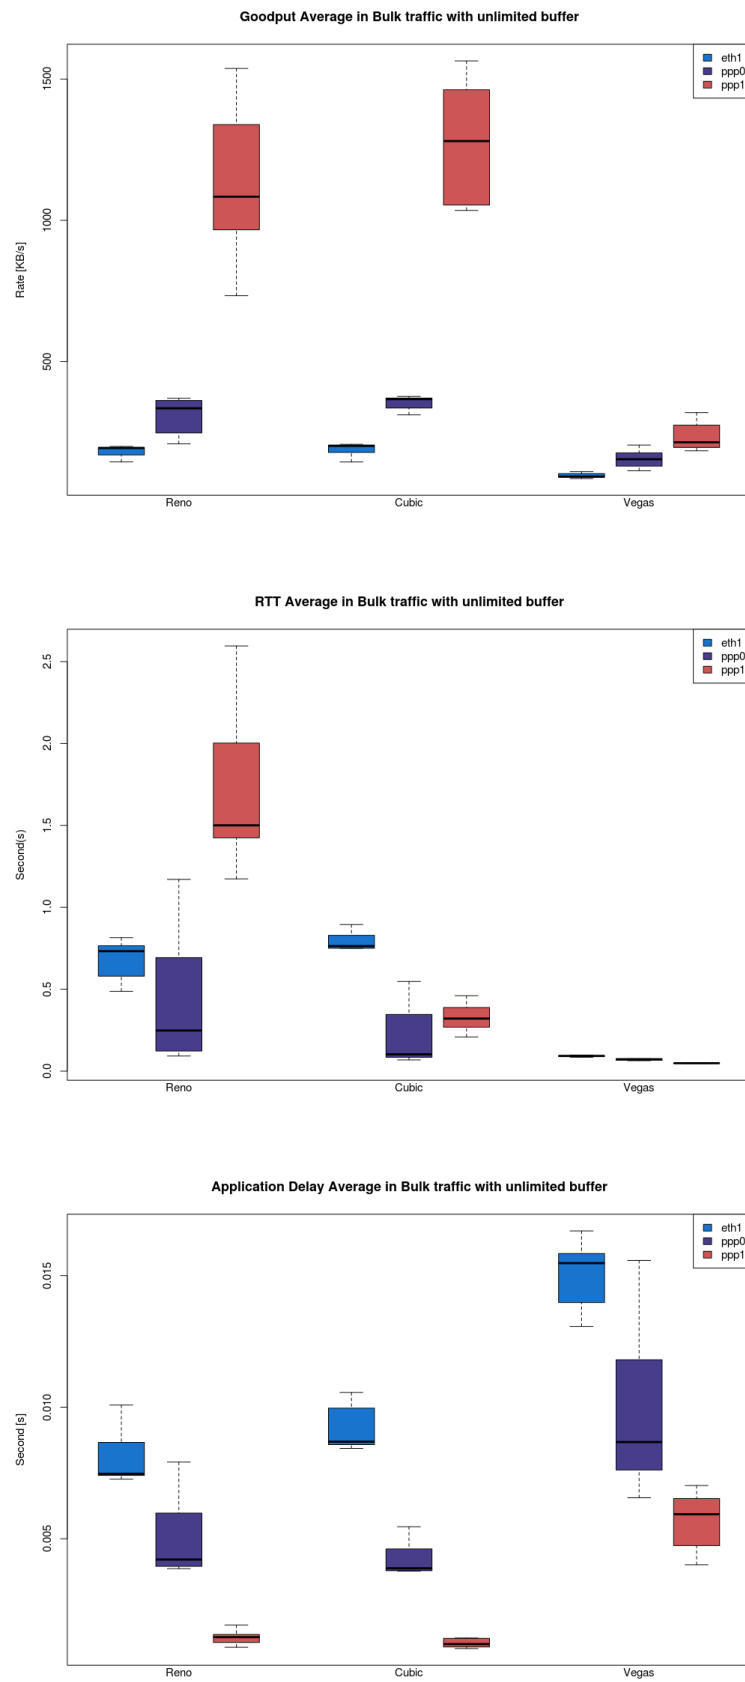 Goodput Average in Bulk traffic with unlimited buffer
eth1
ppp0
ppp1
Rate [KB/s]
1500
1000
500
Reno Cubic Vegas
RTT Average in Bulk traffic with unlimited buffer
eth1
ppp0
ppp1
Second(s)
2.5
2.0
1.5
1.0
0.5
0.0
Reno Cubic Vegas
Application Delay Average in Bulk traffic with unlimited buffer
eth1
ppp0
ppp1
Second [s]
0.015
0.010
0.005
Reno Cubic Vegas